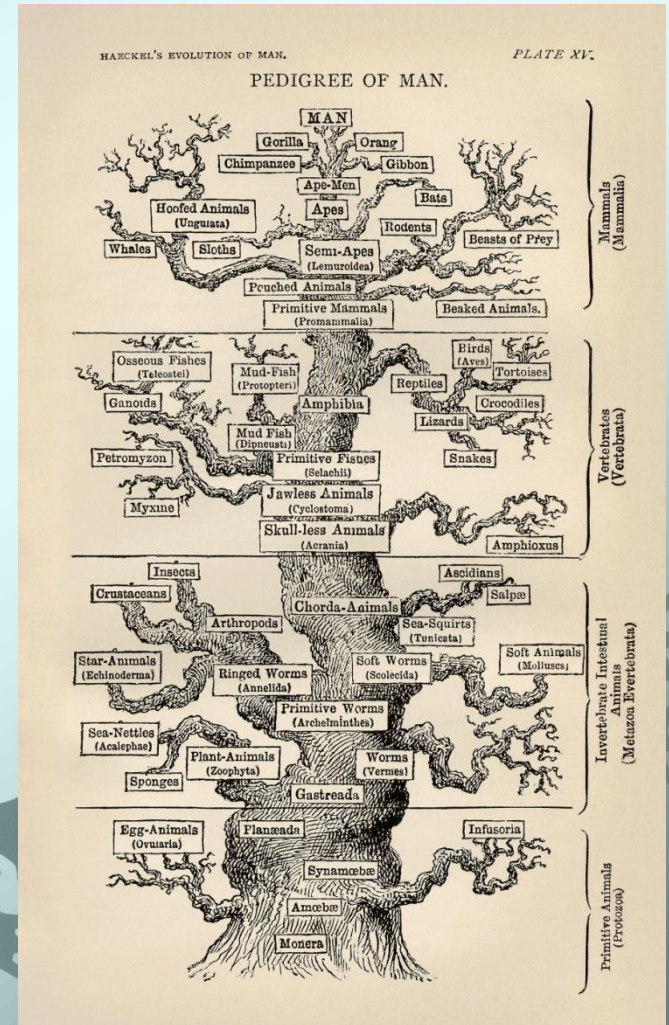 HAECKEL'S EVOLUTION OF MAN.
PLATE XV.
PEDIGREE OF MAN.
MAN
Gorilla
Orang
Chimpanzee
Gibbon
Ape-Men
Bats
Hoofed Animals
(Ungulata)
Apes
Rodents
Beasts of Prey
Whales
Sloths
Semi-Apes
(Lemuroidea)
Pouched Animals
Primitive Mammals
(Promammalia)
Beaked Animals.
Mammals
(Mammalia)
Osseous Fishes
(Teleostei)
Mud-Fish
(Protopteri)
Birds
(Aves)
Tortoises
Reptiles
Ganoids
Amphibia
Crocodiles
Lizards
Mud Fish
(Dipneusti)
Petromyzon
Primitive Fishes
(Selachii)
Snakes
Myxine
Jawless Animals
(Cyclostoma)
Skull-less Animals
(Acrania)
Amphioxus
Vertebrates
(Vertebrata)
Insects
Ascidians
Crustaceans
Salpæ
Chorda-Animals
Arthropods
Sea-Squirts
(Tunicata)
Star-Animals
(Echinoderma)
Ringed Worms
(Annelida)
Soft Worms
(Scolecida)
Soft Animals
(Molluscs)
Primitive Worms
(Archelminthes)
Sea-Nettles
(Acalephae)
Plant-Animals
(Zoophyta)
Worms
(Vermes)
Sponges
Gastreada
Invertebrate Intestinal
Animals
(Metazoa Evertebrata)
Egg-Animals
(Ovularia)
Planæada
Infusoria
Synamœbæ
Amœbæ
Monera
Primitive Animals
(Protozoa)